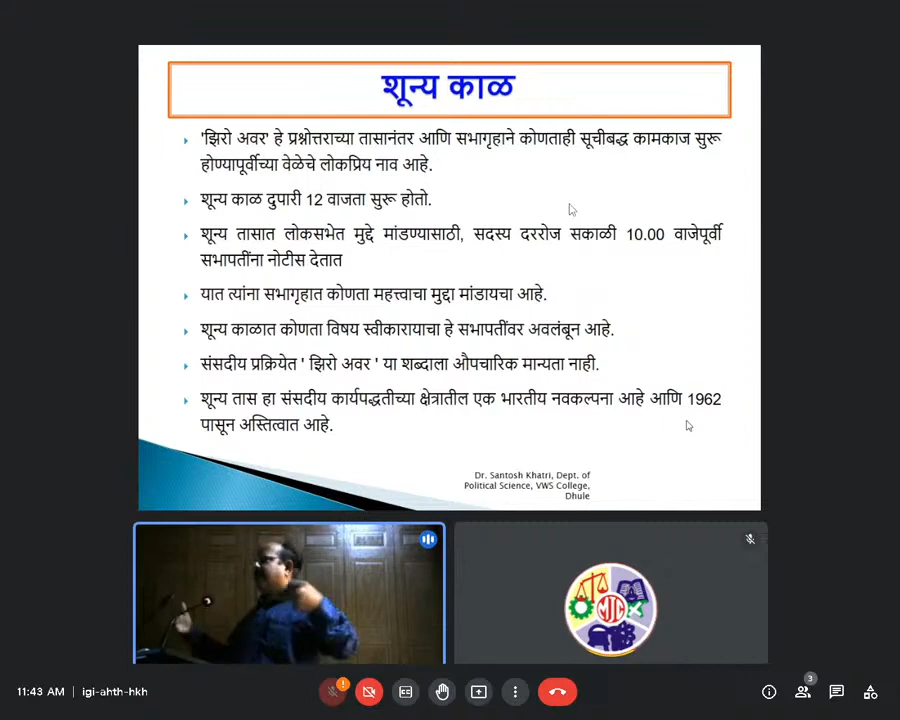 शून्य काळ
'झिरो अवर' हे प्रश्नोत्तराच्या तासानंतर आणि सभागृहाने कोणताही सूचीबद्ध कामकाज सुरू
होण्यापूर्वीच्या वेळेचे लोकप्रिय नाव आहे.
शून्य काळ दुपारी 12 वाजता सुरू होतो.
शून्य तासात लोकसभेत मुद्दे मांडण्यासाठी, सदस्य दररोज सकाळी 10.00 वाजेपूर्वी
सभापतींना नोटीस देतात
यात त्यांना सभागृहात कोणता महत्त्वाचा मुद्दा मांडायचा आहे.
शून्य काळात कोणता विषय स्वीकारायाचा हे सभापतींवर अवलंबून आहे.
संसदीय प्रक्रियेत ' झिरो अवर ' या शब्दाला औपचारिक मान्यता नाही.
शून्य तास हा संसदीय कार्यपद्धतीच्या क्षेत्रातील एक भारतीय नवकल्पना आहे आणि 1962
पासून अस्तित्वात आहे.
Dr. Santosh Khatri, Dept. of
Political Science, VWS College,
Dhule
MJC
11:43 AM | igi-ahth-hkh
3